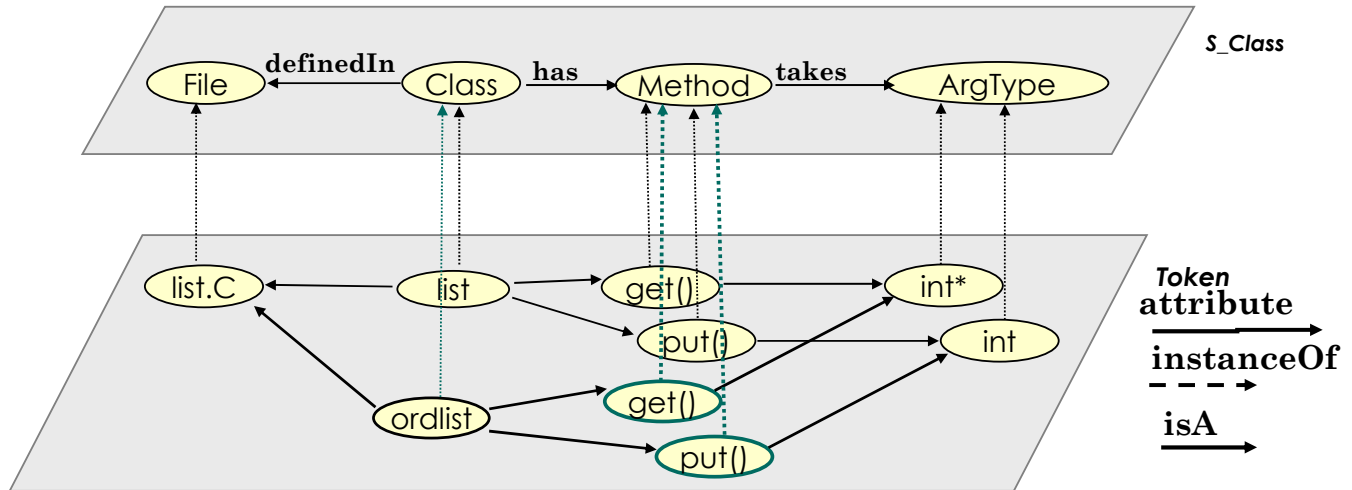 S_Class
definedIn
has
takes
File
Class
Method
ArgType
list.C
list
get()
int*
Token
attribute
put()
int
instanceOf
get()
ordlist
isA
put()